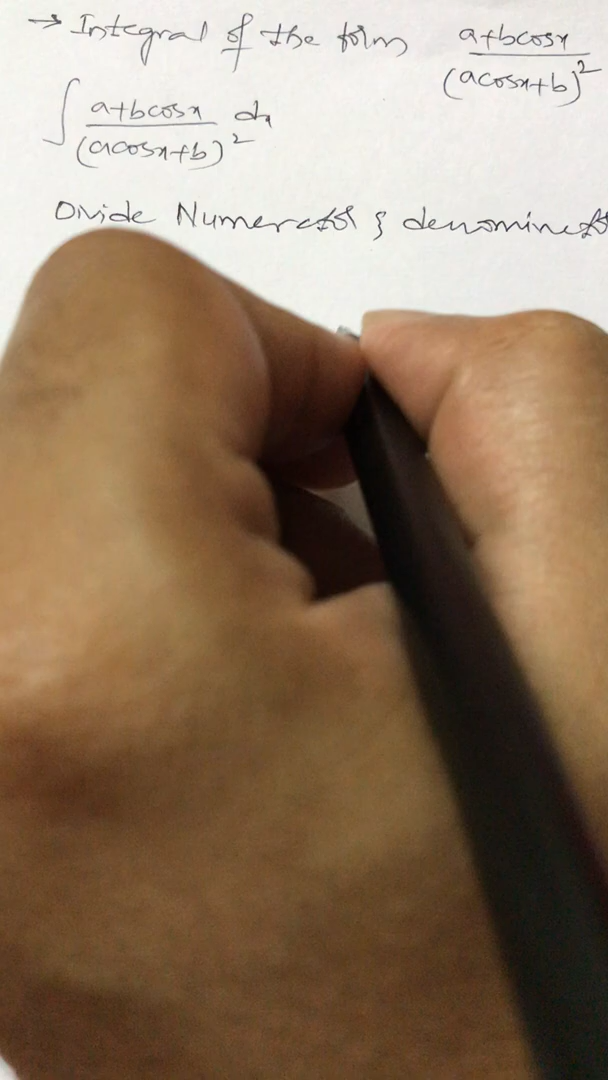 → Integral of the form a+bcosx / (acosx+b)²
∫ a+bcosx / (acosx+b)² dx
Divide Numerator & denominator